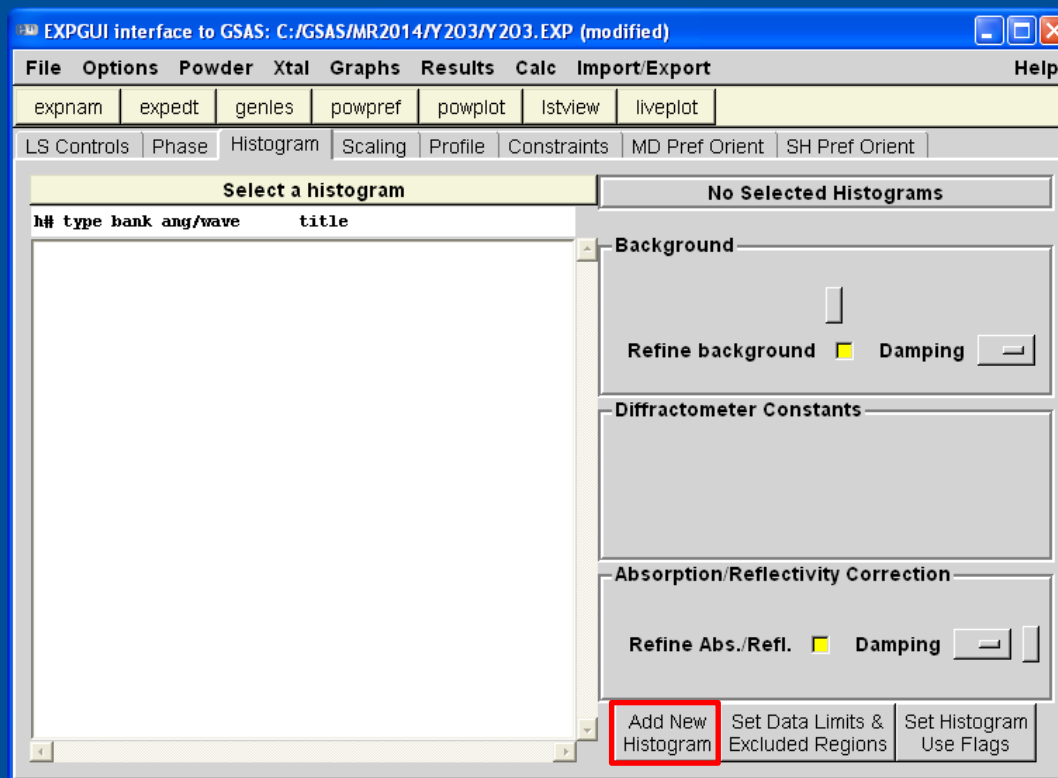 EXPGUI interface to GSAS: C:/GSAS/MR2014/Y2O3/Y2O3.EXP (modified)
File Options Powder Xtal Graphs Results Calc Import/Export Help
expnam expedt genles powpref powplot lstview liveplot
LS Controls Phase Histogram Scaling Profile Constraints MD Pref Orient SH Pref Orient
Select a histogram
h# type bank ang/wave title
No Selected Histograms
Background
Refine background Damping
Diffractometer Constants
Absorption/Reflectivity Correction
Refine Abs./Refl. Damping
Add New
Histogram
Set Data Limits &
Excluded Regions
Set Histogram
Use Flags